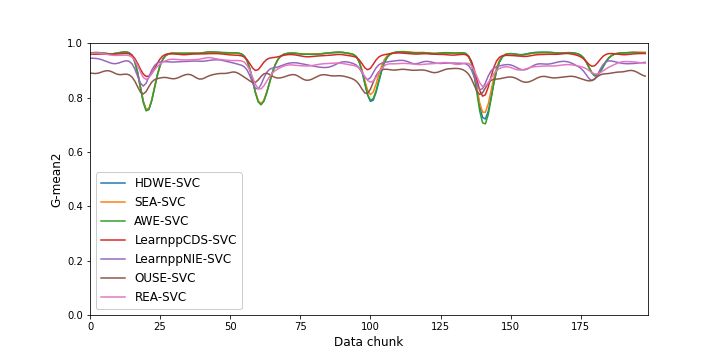 1.0
0.8
0.6
0.4
0.2
0.0
G-mean2
HDWE-SVC
SEA-SVC
AWE-SVC
LearnppCDS-SVC
LearnppNIE-SVC
OUSE-SVC
REA-SVC
0 25 50 75 100 125 150 175
Data chunk